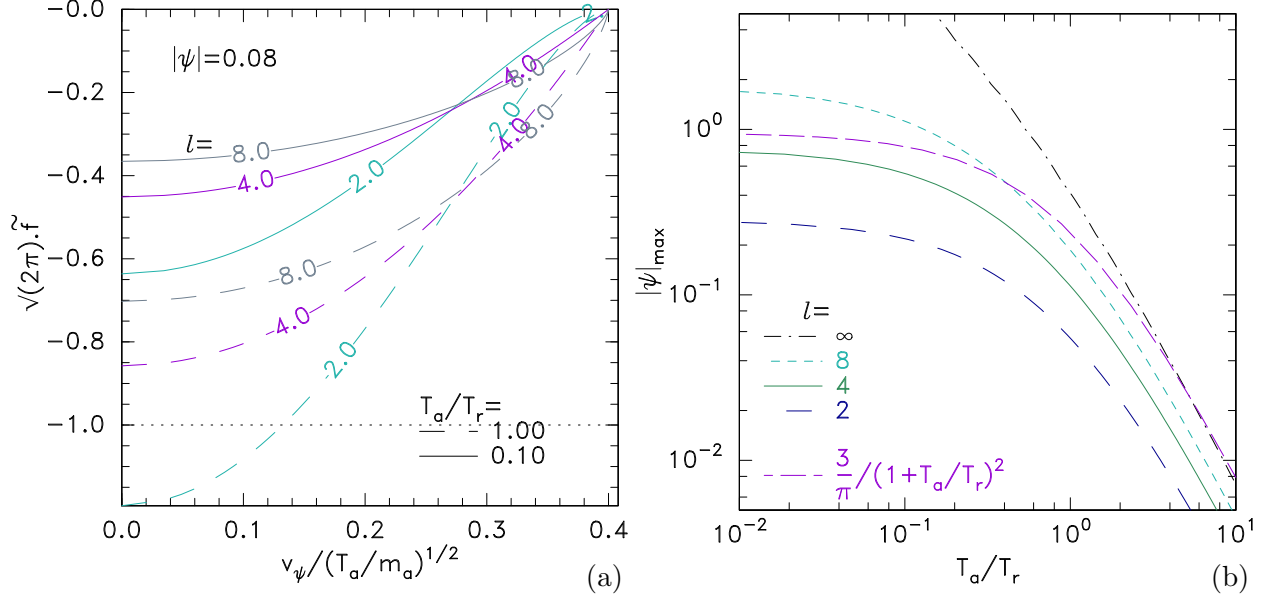 |ψ|=0.08
l=
8.0
4.0
2.0
8.0
4.0
2.0
2.
4.0
8.0
2.0
4.0
8.0
T_a/T_r=
1.00
0.10
−0.0
−0.2
−0.4
−0.6
−0.8
−1.0
√(2π).f̃
0.0 0.1 0.2 0.3 0.4
v_ψ/(T_a/m_a)^{1/2}
(a)
|ψ|_max
10^0
10^{−1}
10^{−2}
l=
∞
8
4
2
3/π/(1+T_a/T_r)^2
10^{−2} 10^{−1} 10^0 10^1
T_a/T_r
(b)